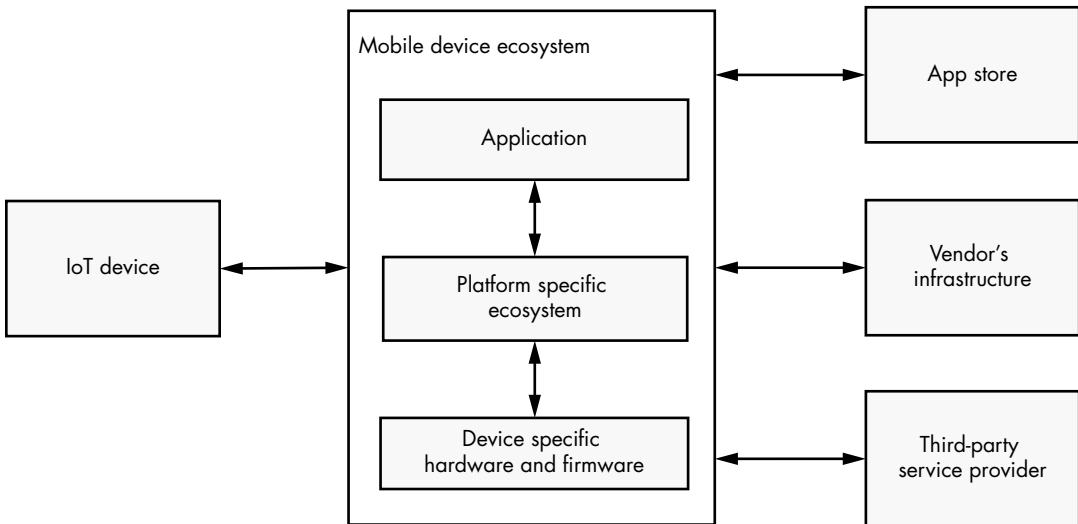 Mobile device ecosystem
App store
Application
IoT device
Platform specific
ecosystem
Vendor's
infrastructure
Device specific
hardware and firmware
Third-party
service provider